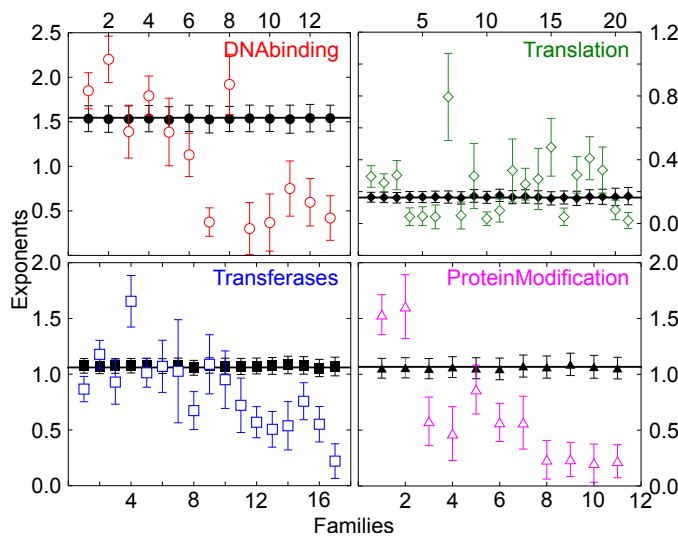 2 4 6 8 10 12
5 10 15 20
2.5
2.0
1.5
1.0
0.5
DNAbinding
Translation
1.2
0.8
0.4
0.0
Exponents
2.0
1.5
1.0
0.5
0.0
Transferases
ProteinModification
2.0
1.5
1.0
0.5
0.0
4 8 12 16
2 4 6 8 10 12
Families